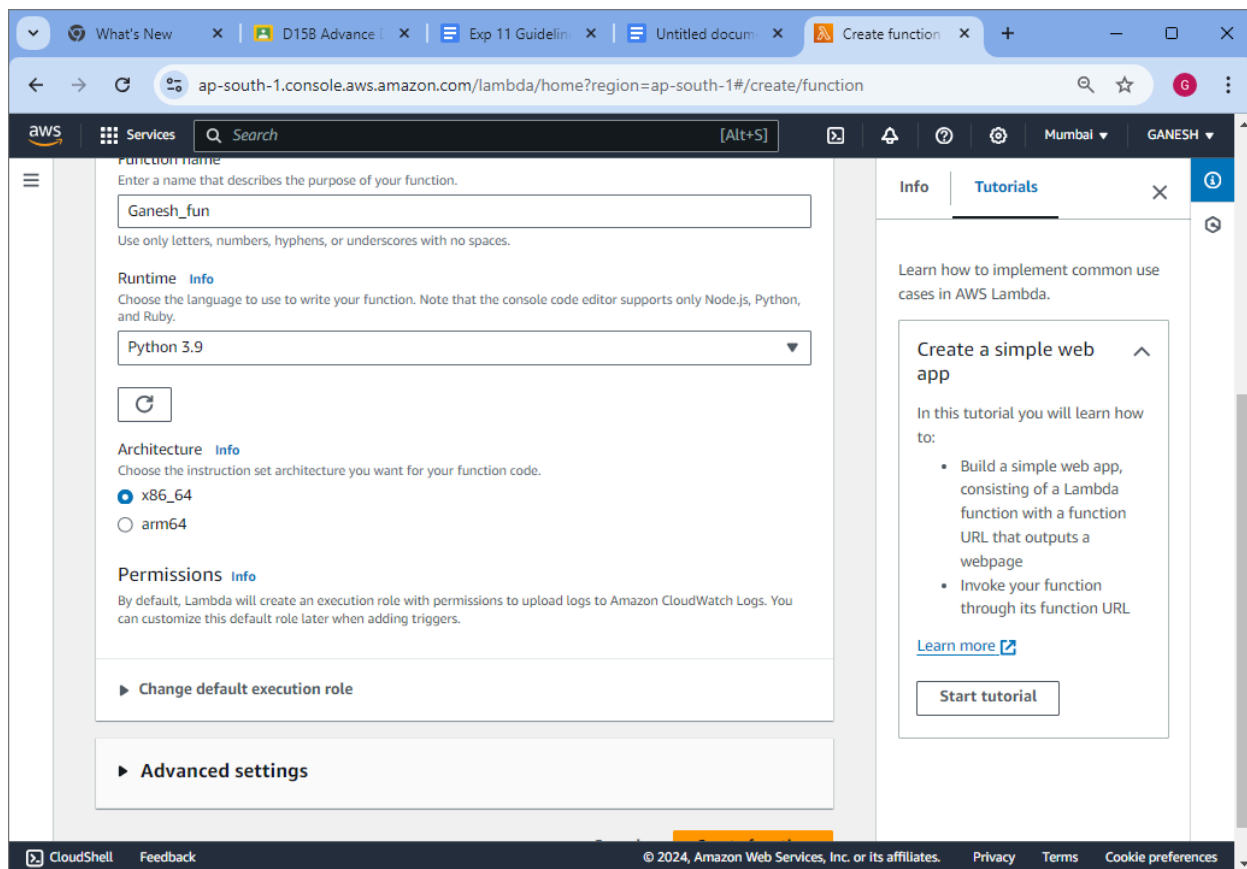 What's New
D15B Advance D
Exp 11 Guidelin
Untitled docum
Create function
ap-south-1.console.aws.amazon.com/lambda/home?region=ap-south-1#/create/function
G
aws
Services
Search
[Alt+S]
Mumbai
GANESH
Function name
Enter a name that describes the purpose of your function.
Ganesh_fun
Use only letters, numbers, hyphens, or underscores with no spaces.
Runtime Info
Choose the language to use to write your function. Note that the console code editor supports only Node.js, Python,
and Ruby.
Python 3.9
Architecture Info
Choose the instruction set architecture you want for your function code.
x86_64
arm64
Permissions Info
By default, Lambda will create an execution role with permissions to upload logs to Amazon CloudWatch Logs. You
can customize this default role later when adding triggers.
Change default execution role
Advanced settings
Info
Tutorials
Learn how to implement common use
cases in AWS Lambda.
Create a simple web
app
In this tutorial you will learn how
to:
• Build a simple web app,
consisting of a Lambda
function with a function
URL that outputs a
webpage
• Invoke your function
through its function URL
Learn more
Start tutorial
CloudShell
Feedback
© 2024, Amazon Web Services, Inc. or its affiliates.
Privacy
Terms
Cookie preferences